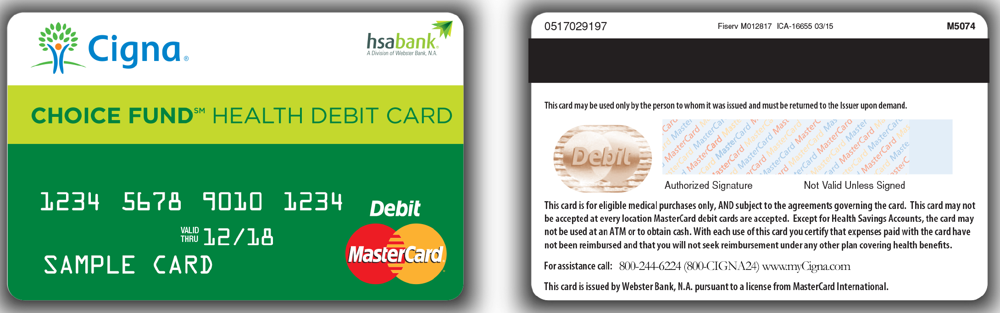 Cigna®
hsabank®
A Division of Webster Bank, N.A.
CHOICE FUND℠ HEALTH DEBIT CARD
1234 5678 9010 1234
Debit
VALID THRU 12/18
MasterCard
SAMPLE CARD
0517029197 Fiserv M012817 ICA-16655 03/15 M5074
This card may be used only by the person to whom it was issued and must be returned to the Issuer upon demand.
Debit
MasterCard MasterCard MasterCard
Authorized Signature Not Valid Unless Signed
This card is for eligible medical purchases only, AND subject to the agreements governing the card. This card may not
be accepted at every location MasterCard debit cards are accepted. Except for Health Savings Accounts, the card may
not be used at an ATM or to obtain cash. With each use of this card you certify that expenses paid with the card have
not been reimbursed and that you will not seek reimbursement under any other plan covering health benefits.
For assistance call: 800-244-6224 (800-CIGNA24) www.myCigna.com
This card is issued by Webster Bank, N.A. pursuant to a license from MasterCard International.